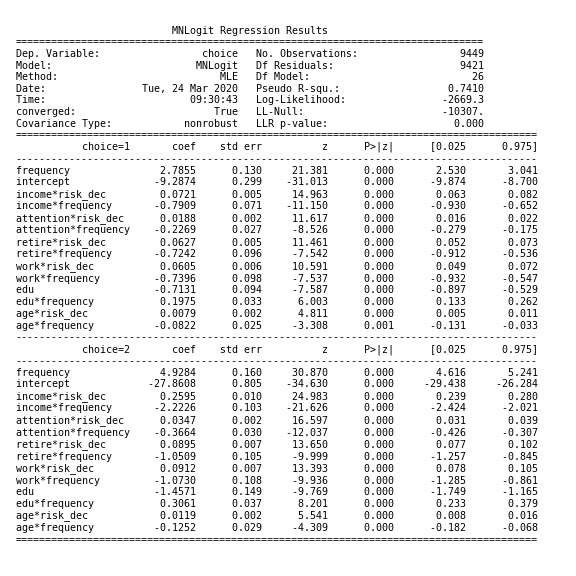 MNLogit Regression Results
==============================================================================
Dep. Variable: choice No. Observations: 9449
Model: MNLogit Df Residuals: 9421
Method: MLE Df Model: 26
Date: Tue, 24 Mar 2020 Pseudo R-squ.: 0.7410
Time: 09:30:43 Log-Likelihood: -2669.3
converged: True LL-Null: -10307.
Covariance Type: nonrobust LLR p-value: 0.000
=======================================================================================
choice=1 coef std err z P>|z| [0.025 0.975]
---------------------------------------------------------------------------------------
frequency 2.7855 0.130 21.381 0.000 2.530 3.041
intercept -9.2874 0.299 -31.013 0.000 -9.874 -8.700
income*risk_dec 0.0721 0.005 14.963 0.000 0.063 0.082
income*frequency -0.7909 0.071 -11.150 0.000 -0.930 -0.652
attention*risk_dec 0.0188 0.002 11.617 0.000 0.016 0.022
attention*frequency -0.2269 0.027 -8.526 0.000 -0.279 -0.175
retire*risk_dec 0.0627 0.005 11.461 0.000 0.052 0.073
retire*frequency -0.7242 0.096 -7.542 0.000 -0.912 -0.536
work*risk_dec 0.0605 0.006 10.591 0.000 0.049 0.072
work*frequency -0.7396 0.098 -7.537 0.000 -0.932 -0.547
edu -0.7131 0.094 -7.587 0.000 -0.897 -0.529
edu*frequency 0.1975 0.033 6.003 0.000 0.133 0.262
age*risk_dec 0.0079 0.002 4.811 0.000 0.005 0.011
age*frequency -0.0822 0.025 -3.308 0.001 -0.131 -0.033
---------------------------------------------------------------------------------------
choice=2 coef std err z P>|z| [0.025 0.975]
---------------------------------------------------------------------------------------
frequency 4.9284 0.160 30.870 0.000 4.616 5.241
intercept -27.8608 0.805 -34.630 0.000 -29.438 -26.284
income*risk_dec 0.2595 0.010 24.983 0.000 0.239 0.280
income*frequency -2.2226 0.103 -21.626 0.000 -2.424 -2.021
attention*risk_dec 0.0347 0.002 16.597 0.000 0.031 0.039
attention*frequency -0.3664 0.030 -12.037 0.000 -0.426 -0.307
retire*risk_dec 0.0895 0.007 13.650 0.000 0.077 0.102
retire*frequency -1.0509 0.105 -9.999 0.000 -1.257 -0.845
work*risk_dec 0.0912 0.007 13.393 0.000 0.078 0.105
work*frequency -1.0730 0.108 -9.936 0.000 -1.285 -0.861
edu -1.4571 0.149 -9.769 0.000 -1.749 -1.165
edu*frequency 0.3061 0.037 8.201 0.000 0.233 0.379
age*risk_dec 0.0119 0.002 5.541 0.000 0.008 0.016
age*frequency -0.1252 0.029 -4.309 0.000 -0.182 -0.068
=======================================================================================